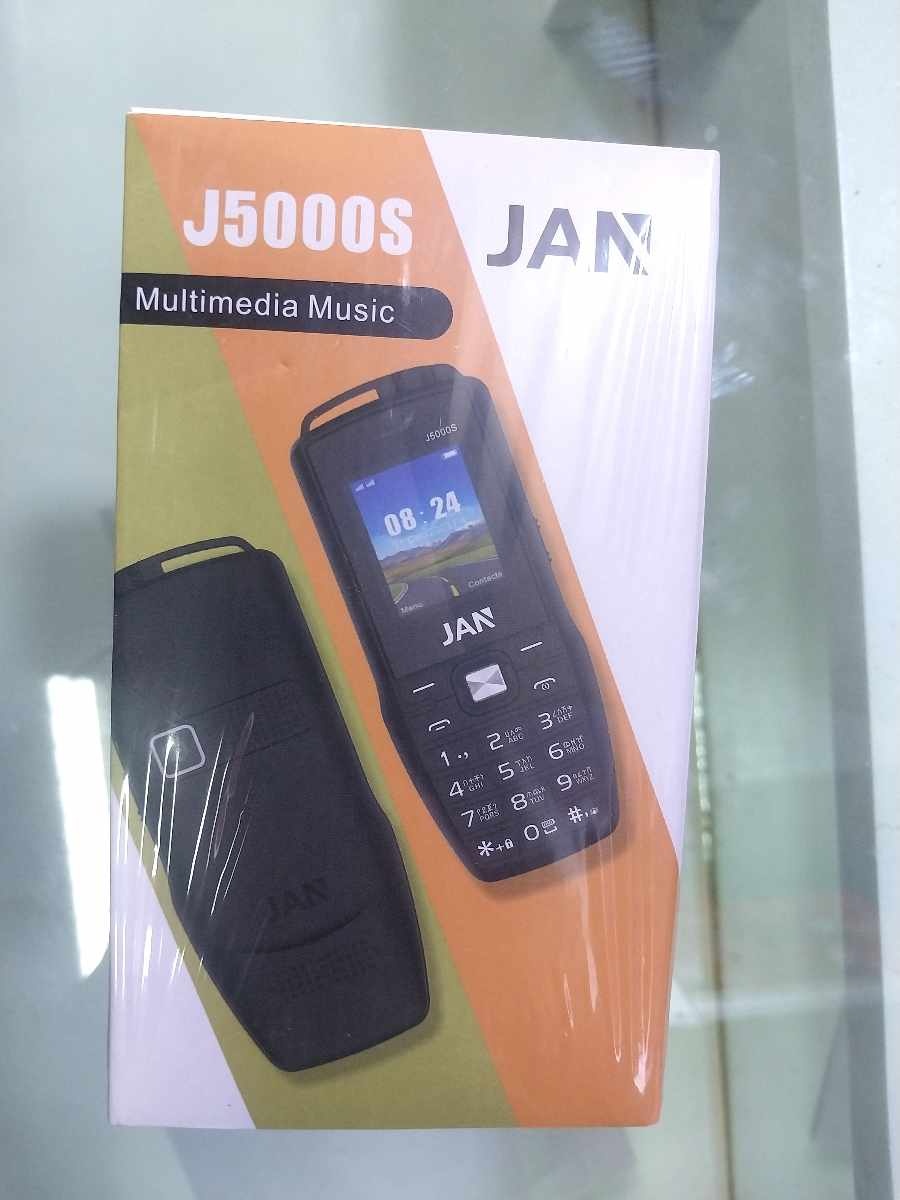 J5000S
JAN
Multimedia Music
J5000S
08:24
Menu
Contacts
JAN
1.,
2 ABC
3 DEF
4 GHI
5 JKL
6 MNO
7 PQRS
8 TUV
9 WXYZ
*+
0
#
JAN